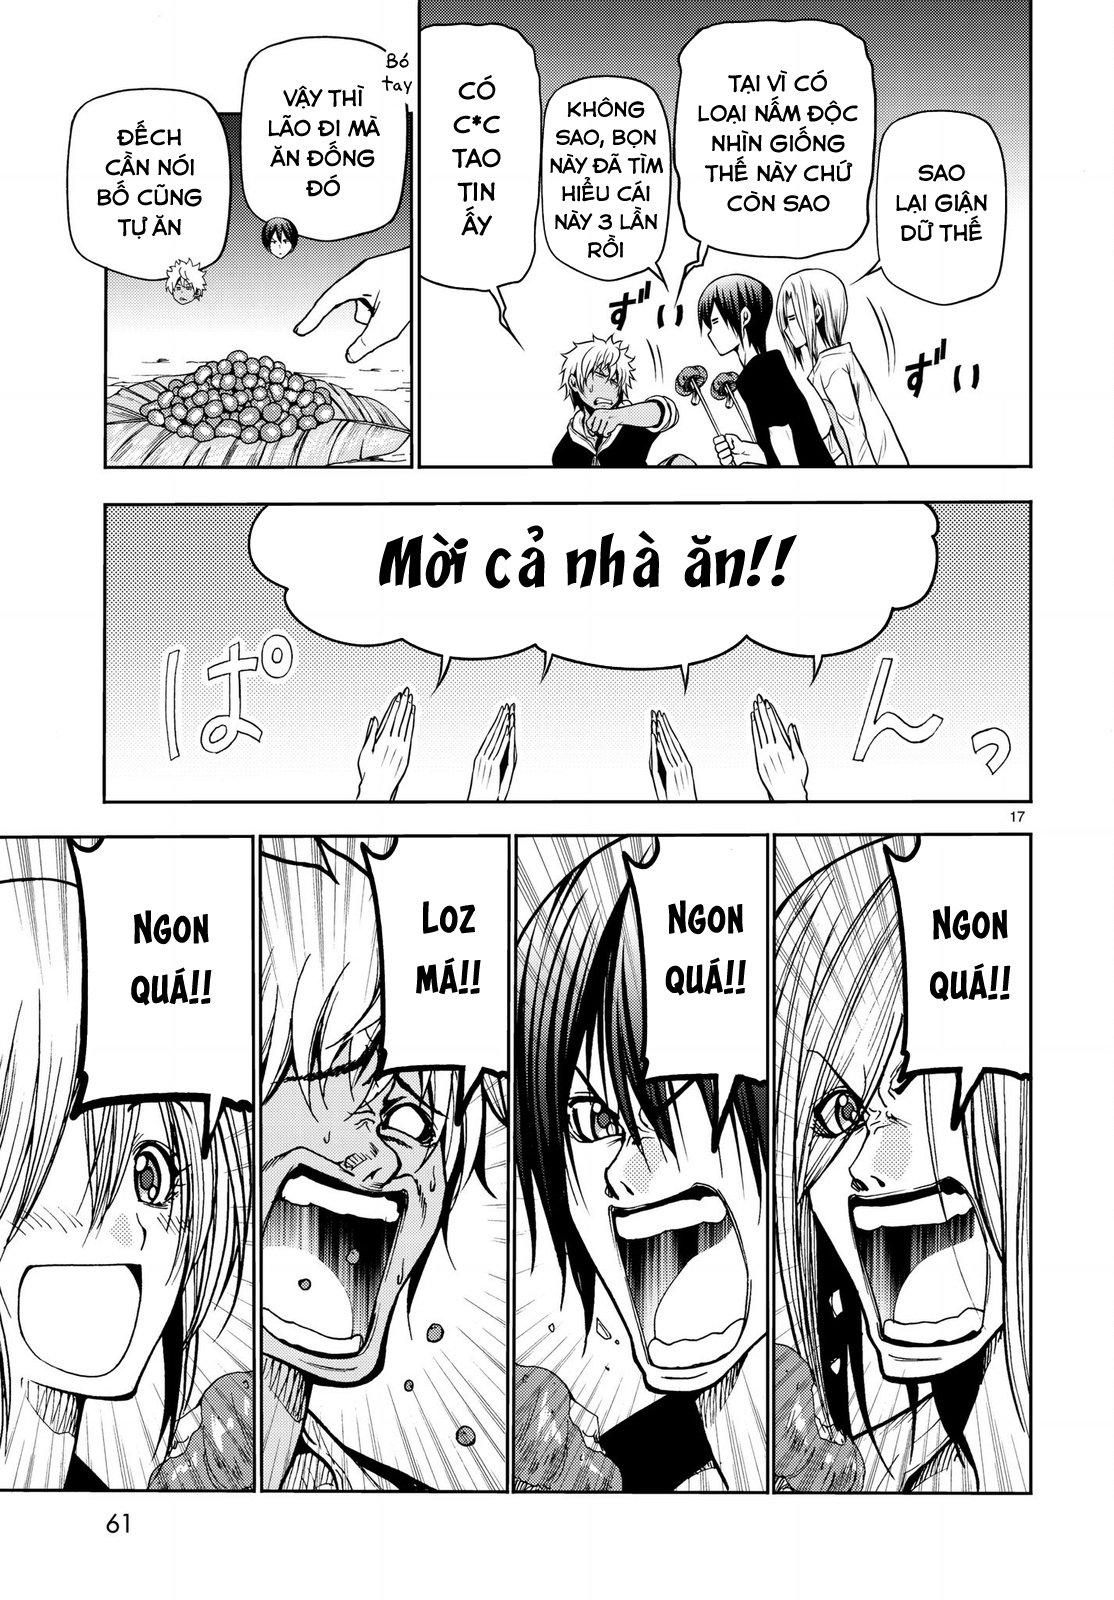 SAO
LẠI GIẬN
DỮ THẾ
TẠI VÌ CÓ
LOẠI NẤM ĐỘC
NHÌN GIỐNG
THẾ NÀY CHỨ
CÒN SAO
KHÔNG
SAO, BỌN
NÀY ĐÃ TÌM
HIỂU CÁI
NÀY 3 LẦN
RỒI
CÓ
C*C
TAO
TIN
ẤY
ずい
ずい
Bó
tay
VẬY THÌ
LÃO ĐI MÀ
ĂN ĐỐNG
ĐÓ
ĐẾCH
CẦN NÓI
BỐ CŨNG
TỰ ĂN
Mời cả nhà ăn!!
ぱんっ
17
NGON
QUÁ!!
NGON
QUÁ!!
LOZ
MÁ!!
NGON
QUÁ!!
61